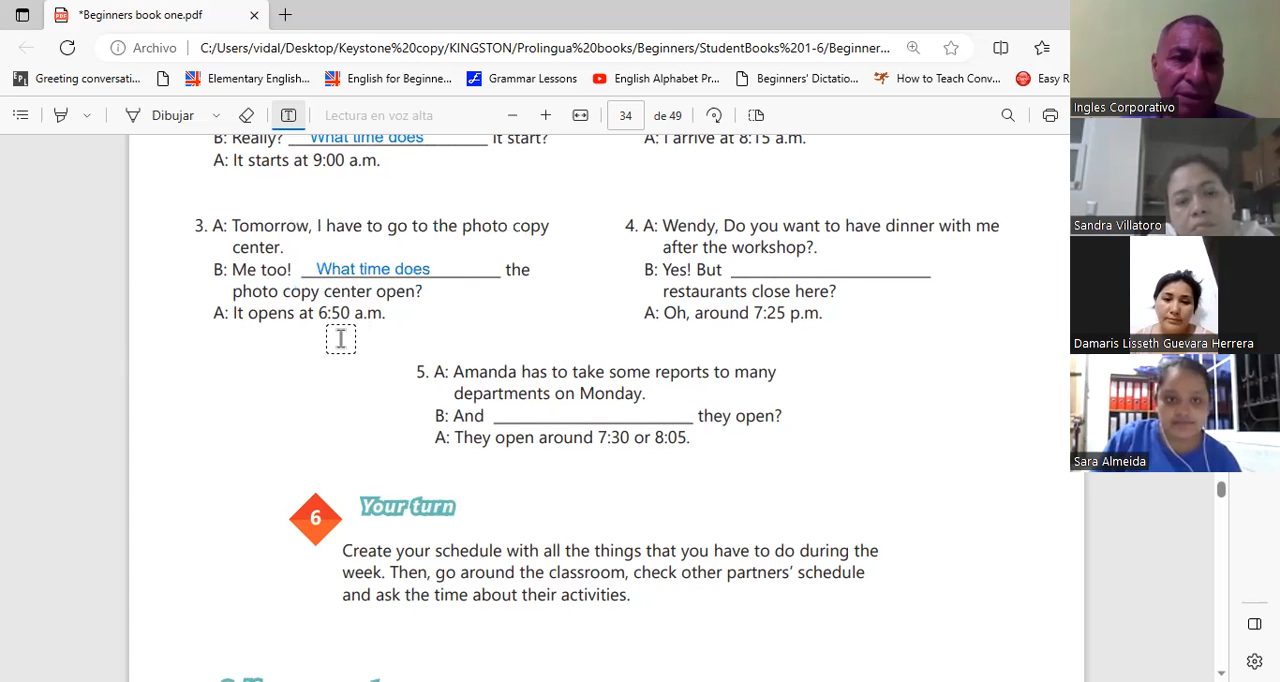 *Beginners book one.pdf
Archivo
C:/Users/vidal/Desktop/Keystone%20copy/KINGSTON/Prolingua%20books/Beginners/StudentBooks%201-6/Beginner...
Greeting conversati...
Elementary English...
English for Beginne...
Grammar Lessons
English Alphabet Pr...
Beginners' Dictatio...
How to Teach Conv...
Easy R
Dibujar
Lectura en voz alta
34 de 49
B: Really? What time does it start?
A: It starts at 9:00 a.m.
A: I arrive at 8:15 a.m.
3. A: Tomorrow, I have to go to the photo copy
center.
B: Me too! What time does the
photo copy center open?
A: It opens at 6:50 a.m.
4. A: Wendy, Do you want to have dinner with me
after the workshop?.
B: Yes! But ____________________
restaurants close here?
A: Oh, around 7:25 p.m.
5. A: Amanda has to take some reports to many
departments on Monday.
B: And ____________________ they open?
A: They open around 7:30 or 8:05.
6 Your turn
Create your schedule with all the things that you have to do during the
week. Then, go around the classroom, check other partners' schedule
and ask the time about their activities.
Ingles Corporativo
Sandra Villatoro
Damaris Lisseth Guevara Herrera
Sara Almeida